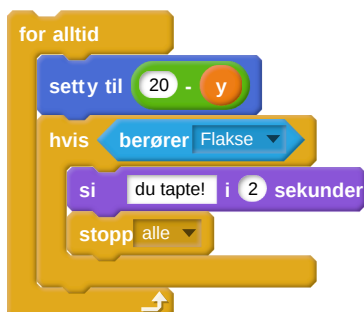 for alltid
sett y til 20 - y
hvis berører Flakse
si du tapte! i 2 sekunder
stopp alle